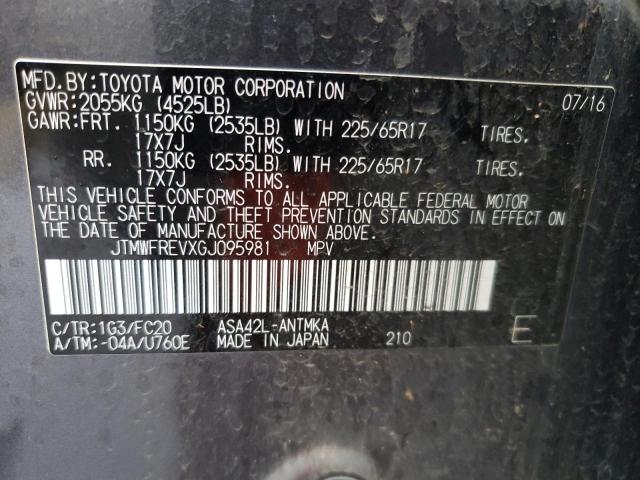 MFD.BY:TOYOTA MOTOR CORPORATION 07/16
GVWR:2055KG (4525LB)
GAWR:FRT. 1150KG (2535LB) WITH 225/65R17 TIRES.
17X7J RIMS.
RR. 1150KG (2535LB) WITH 225/65R17 TIRES.
17X7J RIMS.
THIS VEHICLE CONFORMS TO ALL APPLICABLE FEDERAL MOTOR
VEHICLE SAFETY AND THEFT PREVENTION STANDARDS IN EFFECT ON
THE DATE OF MANUFACTURE SHOWN ABOVE.
JTMWFREVXGJ095981 MPV
C/TR:1G3/FC20 ASA42L-ANTMKA
A/TM:-04A/U760E MADE IN JAPAN 210 E